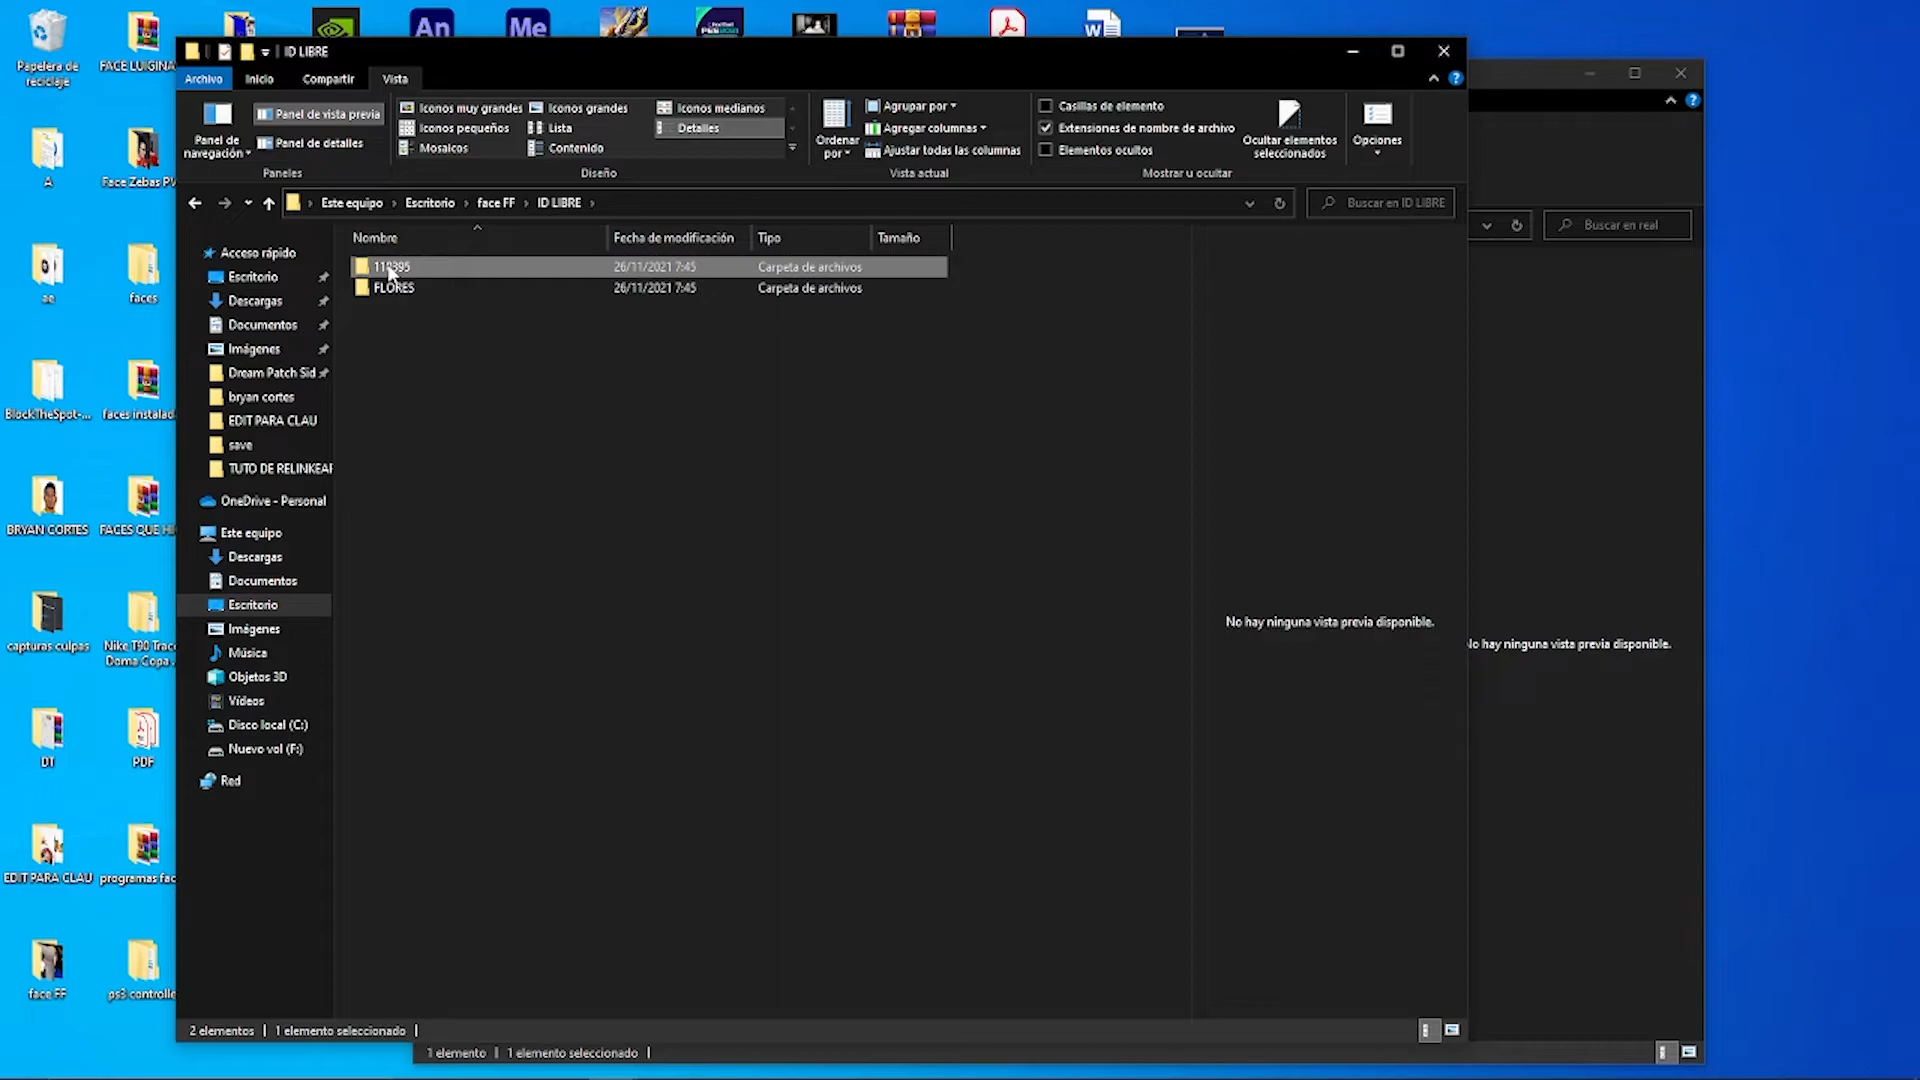 An
Me
Papelera de reciclaje
FACE LUIGINA
A
Face Zebas PV
ae
faces
BlockTheSpot-...
faces instalad
BRYAN CORTES
FACES QUE HI
capturas culpas
Nike T90 Trac
Doma Copa .
DT
PDF
EDIT PARA CLAU
programas fac
face FF
ps3 controlle
ID LIBRE
Archivo
Inicio
Compartir
Vista
Panel de navegación
Panel de vista previa
Panel de detalles
Paneles
Iconos muy grandes
Iconos grandes
Iconos medianos
Iconos pequeños
Lista
Detalles
Mosaicos
Contenido
Diseño
Ordenar por
Agrupar por
Agregar columnas
Ajustar todas las columnas
Vista actual
Casillas de elemento
Extensiones de nombre de archivo
Elementos ocultos
Ocultar elementos seleccionados
Mostrar u ocultar
Opciones
Este equipo › Escritorio › face FF › ID LIBRE ›
Buscar en ID LIBRE
Buscar en real
Nombre
Fecha de modificación
Tipo
Tamaño
26/11/2021 7:45
Carpeta de archivos
FLORES
26/11/2021 7:45
Carpeta de archivos
Acceso rápido
Escritorio
Descargas
Documentos
Imágenes
Dream Patch Sid
bryan cortes
EDIT PARA CLAU
save
TUTO DE RELINKEAR
OneDrive - Personal
Este equipo
Descargas
Documentos
Escritorio
Imágenes
Música
Objetos 3D
Vídeos
Disco local (C:)
Nuevo vol (F:)
Red
No hay ninguna vista previa disponible.
No hay ninguna vista previa disponible.
2 elementos
1 elemento seleccionado
1 elemento
1 elemento seleccionado